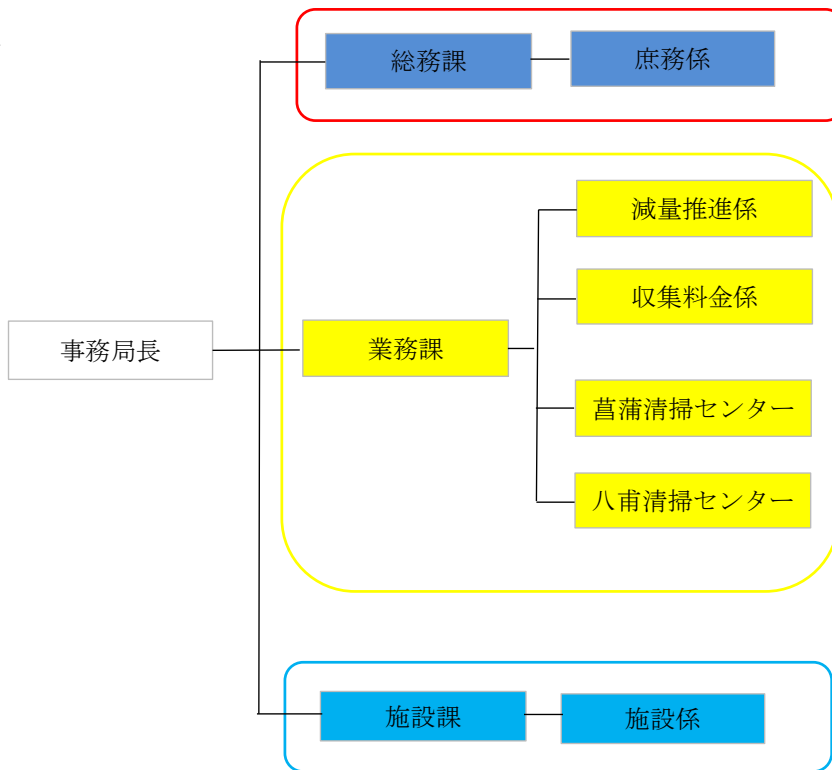 総務課
庶務係
減量推進係
収集料金係
事務局長
業務課
菖蒲清掃センター
八甫清掃センター
施設課
施設係